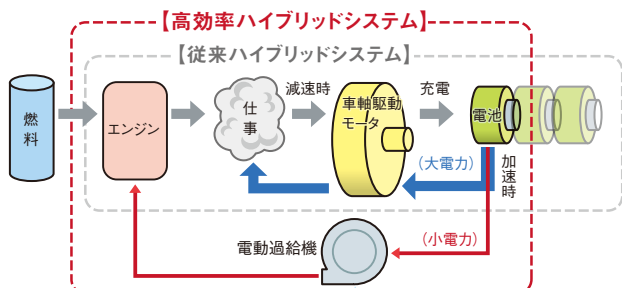 【高効率ハイブリッドシステム】
【従来ハイブリッドシステム】
燃料
エンジン
仕事
減速時
車軸駆動
モータ
充電
電池
(大電力)
加速時
電動過給機
(小電力)